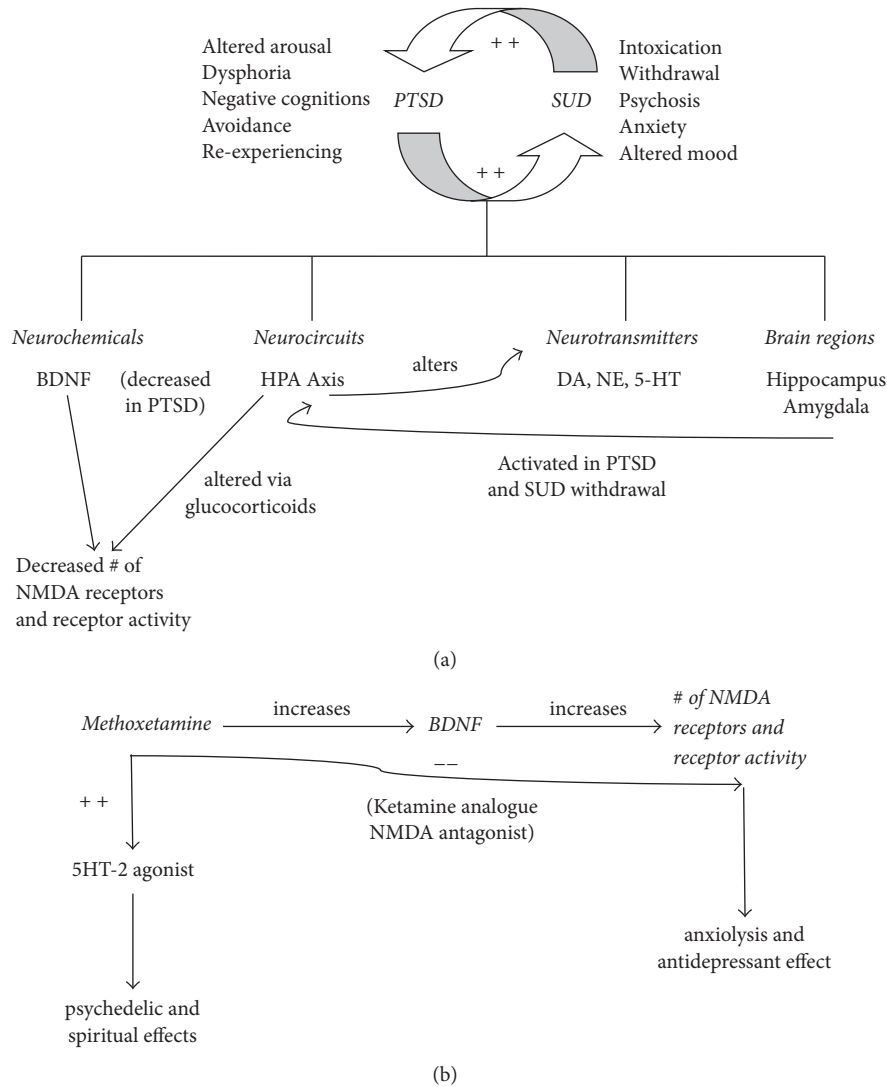 Altered arousal
Dysphoria
Negative cognitions
Avoidance
Re-experiencing
PTSD
+ +
SUD
+ +
Intoxication
Withdrawal
Psychosis
Anxiety
Altered mood
Neurochemicals
BDNF
(decreased
in PTSD)
Neurocircuits
HPA Axis
alters
Neurotransmitters
DA, NE, 5-HT
Brain regions
Hippocampus
Amygdala
altered via
glucocorticoids
Activated in PTSD
and SUD withdrawal
Decreased # of
NMDA receptors
and receptor activity
(a)
Methoxetamine
increases
BDNF
increases
# of NMDA
receptors and
receptor activity
+ +
−−
(Ketamine analogue
NMDA antagonist)
5HT-2 agonist
anxiolysis and
antidepressant effect
psychedelic and
spiritual effects
(b)